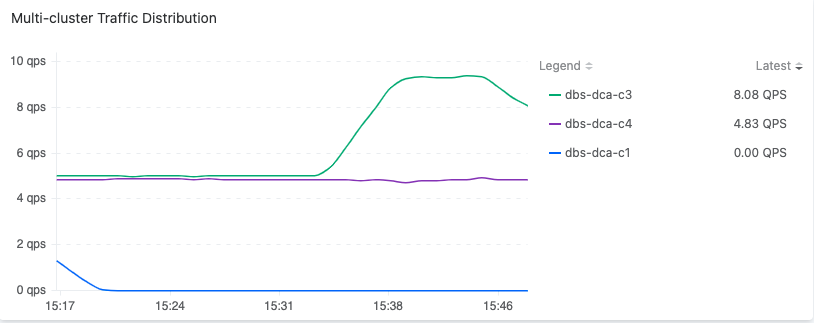 Multi-cluster Traffic Distribution
10 qps
8 qps
6 qps
4 qps
2 qps
0 qps
15:17 15:24 15:31 15:38 15:46
Legend Latest
dbs-dca-c3 8.08 QPS
dbs-dca-c4 4.83 QPS
dbs-dca-c1 0.00 QPS